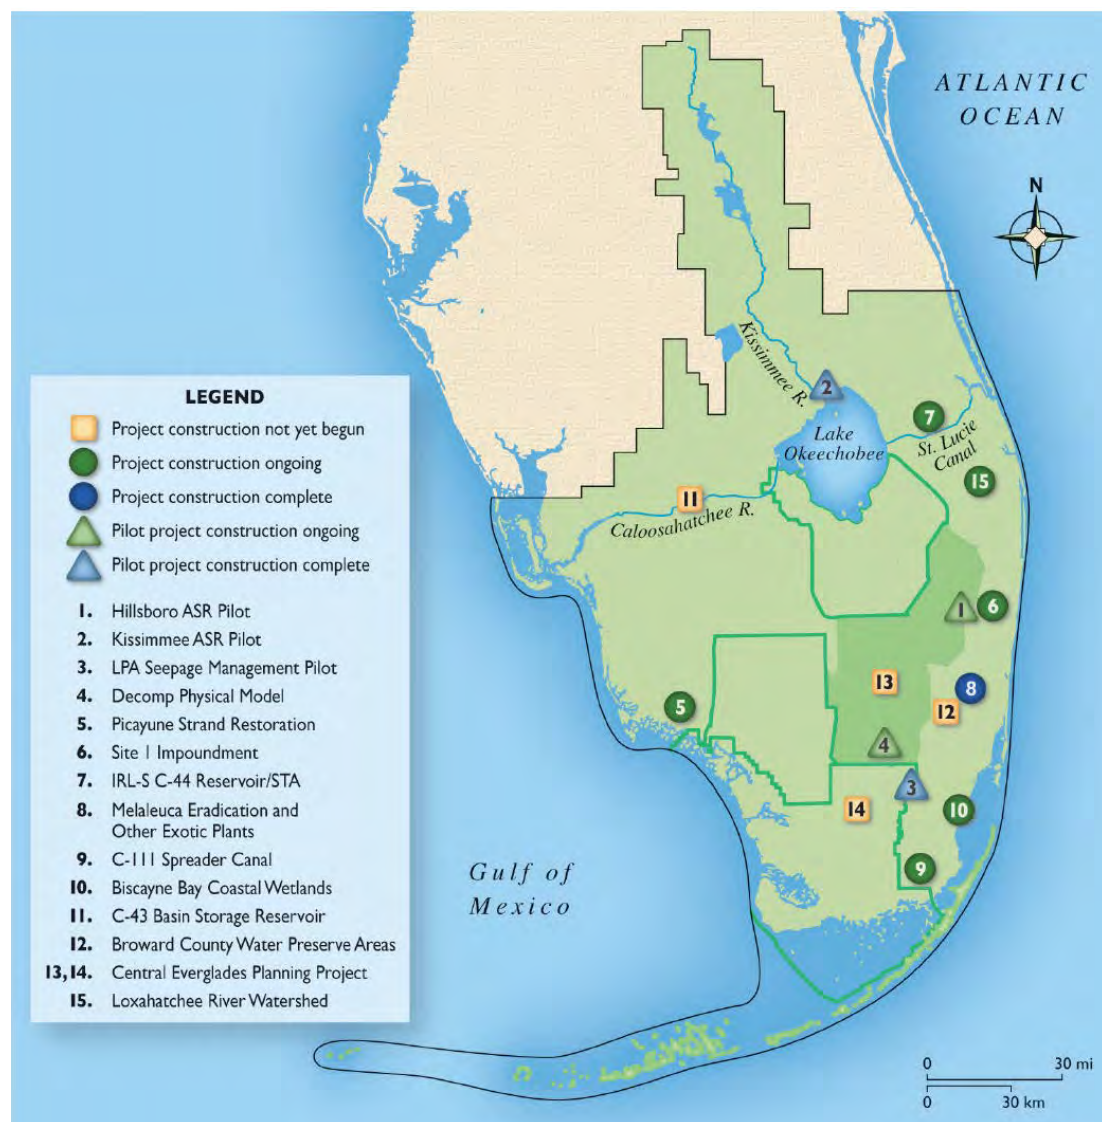 ATLANTIC
OCEAN
N
Kissimmee R.
2
Lake
Okeechobee
7
St. Lucie
Canal
15
11
Caloosahatchee R.
1
6
13
8
12
5
4
3
14
10
9
Gulf of
Mexico
LEGEND
Project construction not yet begun
Project construction ongoing
Project construction complete
Pilot project construction ongoing
Pilot project construction complete
1. Hillsboro ASR Pilot
2. Kissimmee ASR Pilot
3. LPA Seepage Management Pilot
4. Decomp Physical Model
5. Picayune Strand Restoration
6. Site 1 Impoundment
7. IRL-S C-44 Reservoir/STA
8. Melaleuca Eradication and
Other Exotic Plants
9. C-111 Spreader Canal
10. Biscayne Bay Coastal Wetlands
11. C-43 Basin Storage Reservoir
12. Broward County Water Preserve Areas
13,14. Central Everglades Planning Project
15. Loxahatchee River Watershed
0 30 mi
0 30 km